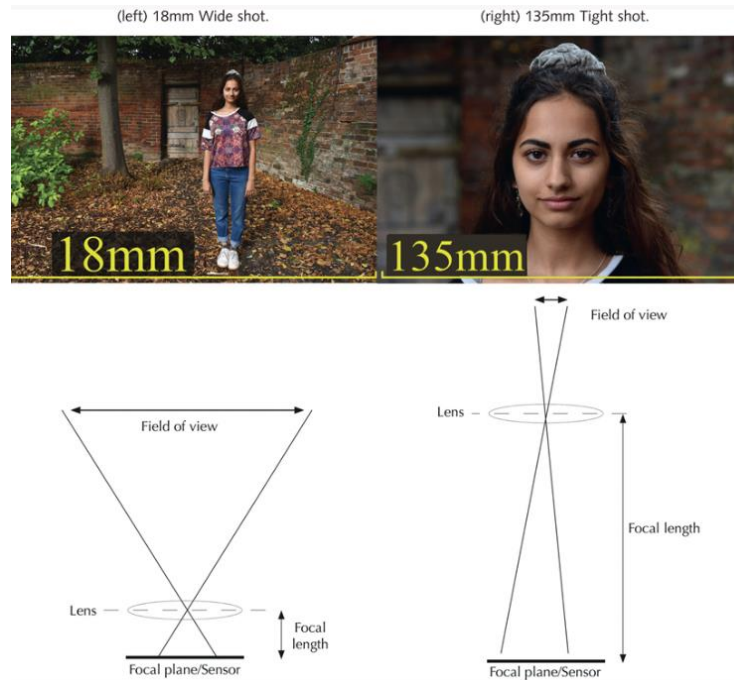 (left) 18mm Wide shot.
(right) 135mm Tight shot.
18mm
135mm
Field of view
Lens
Focal length
Focal plane/Sensor
Field of view
Lens
Focal
length
Focal plane/Sensor